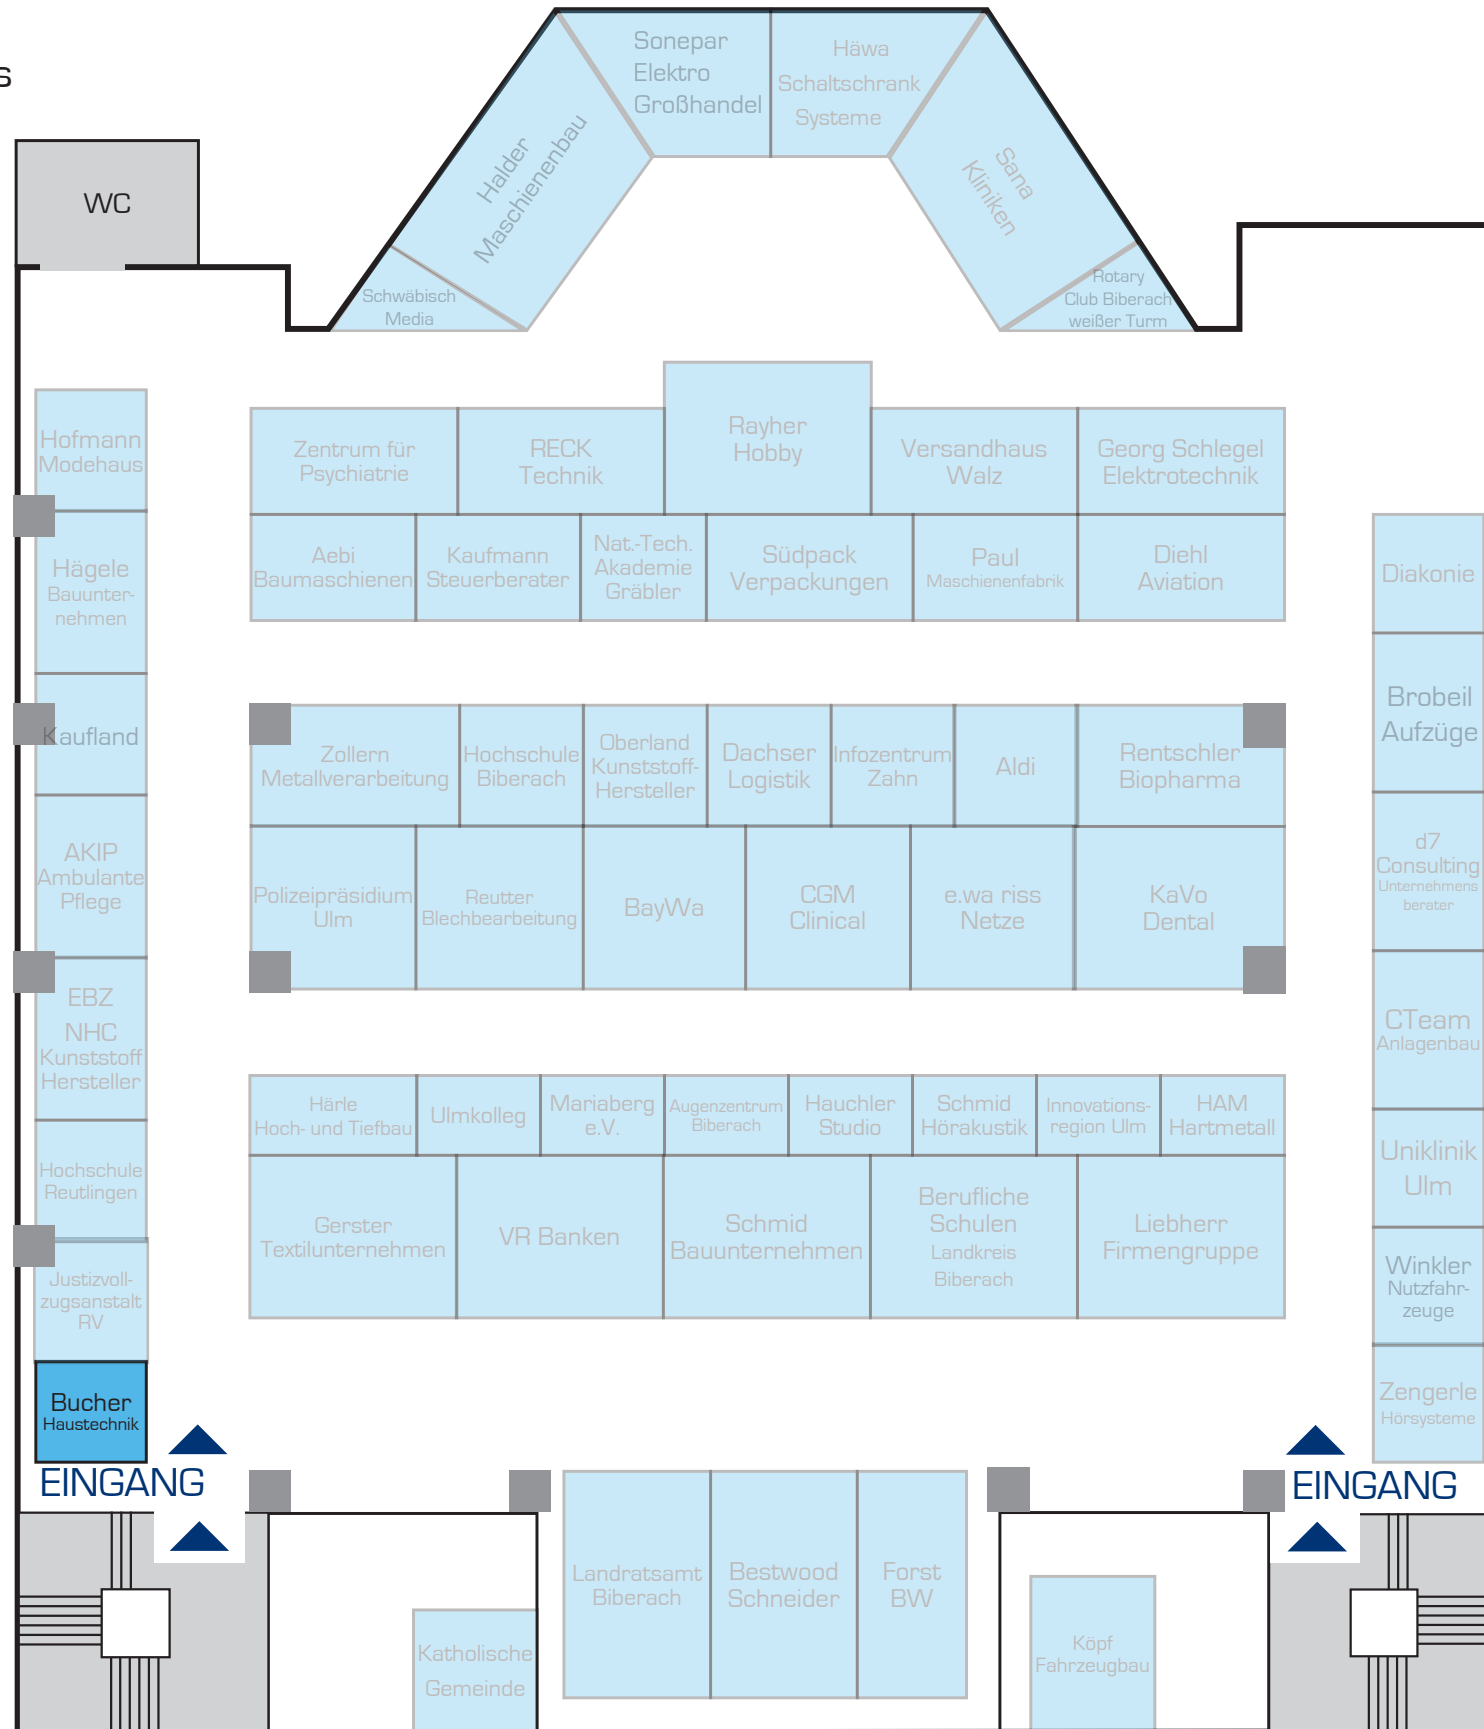 s
Sonepar
Elektro
Großhandel
Häwa
Schaltschrank
Systeme
Halder
Maschienenbau
Sana
Kliniken
WC
Schwäbisch
Media
Rotary
Club Biberach
weißer Turm
Hofmann
Modehaus
Hägele
Bauunter-
nehmen
Kaufland
AKIP
Ambulante
Pflege
EBZ
NHC
Kunststoff
Hersteller
Hochschule
Reutlingen
Justizvoll-
zugsanstalt
RV
Bucher
Haustechnik
EINGANG
Zentrum für
Psychiatrie
RECK
Technik
Rayher
Hobby
Versandhaus
Walz
Georg Schlegel
Elektrotechnik
Aebi
Baumaschienen
Kaufmann
Steuerberater
Nat.-Tech.
Akademie
Gräbler
Südpack
Verpackungen
Paul
Maschienenfabrik
Diehl
Aviation
Zollern
Metallverarbeitung
Hochschule
Biberach
Oberland
Kunststoff-
Hersteller
Dachser
Logistik
Infozentrum
Zahn
Aldi
Rentschler
Biopharma
Polizeipräsidium
Ulm
Reutter
Blechbearbeitung
BayWa
CGM
Clinical
e.wa riss
Netze
KaVo
Dental
Härle
Hoch- und Tiefbau
Ulmkolleg
Mariaberg
e.V.
Augenzentrum
Biberach
Hauchler
Studio
Schmid
Hörakustik
Innovations-
region Ulm
HAM
Hartmetall
Gerster
Textilunternehmen
VR Banken
Schmid
Bauunternehmen
Berufliche
Schulen
Landkreis
Biberach
Liebherr
Firmengruppe
Diakonie
Brobeil
Aufzüge
d7
Consulting
Unternehmens
berater
CTeam
Anlagenbau
Uniklinik
Ulm
Winkler
Nutzfahr-
zeuge
Zengerle
Hörsysteme
EINGANG
Landratsamt
Biberach
Bestwood
Schneider
Forst
BW
Katholische
Gemeinde
Köpf
Fahrzeugbau